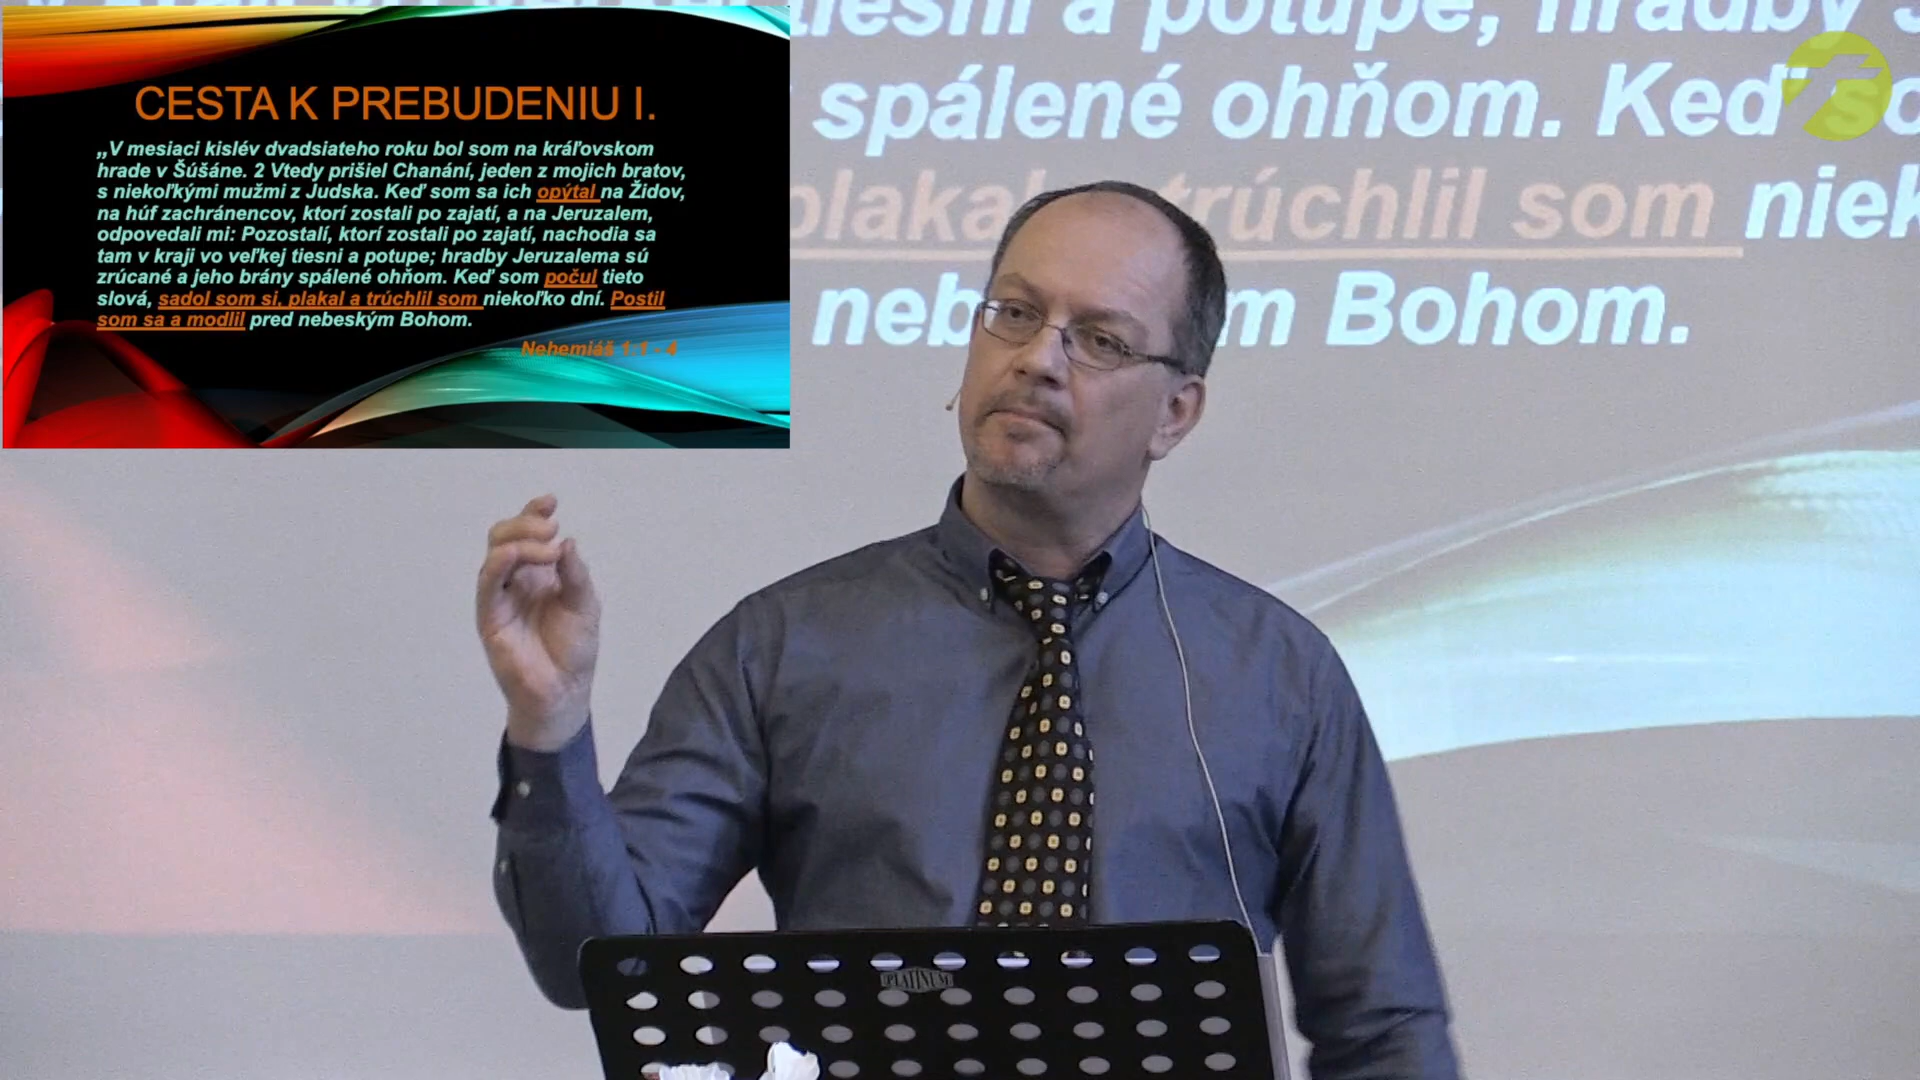 CESTA K PREBUDENIU I.
„V mesiaci kislév dvadsiateho roku bol som na kráľovskom
hrade v Šúšáne. 2 Vtedy prišiel Chanání, jeden z mojich bratov,
s niekoľkými mužmi z Judska. Keď som sa ich opýtal na Židov,
na húf zachránencov, ktorí zostali po zajatí, a na Jeruzalem,
odpovedali mi: Pozostalí, ktorí zostali po zajatí, nachodia sa
tam v kraji vo veľkej tiesni a potupe; hradby Jeruzalema sú
zrúcané a jeho brány spálené ohňom. Keď som počul tieto
slová, sadol som si, plakal a trúchlil som niekoľko dní. Postil
som sa a modlil pred nebeským Bohom.
Nehemiáš 1:1 - 4
tiesni a potupe, hradby
spálené ohňom. Keď so
plaka trúchlil som niek
neb m Bohom.
PLATINUM